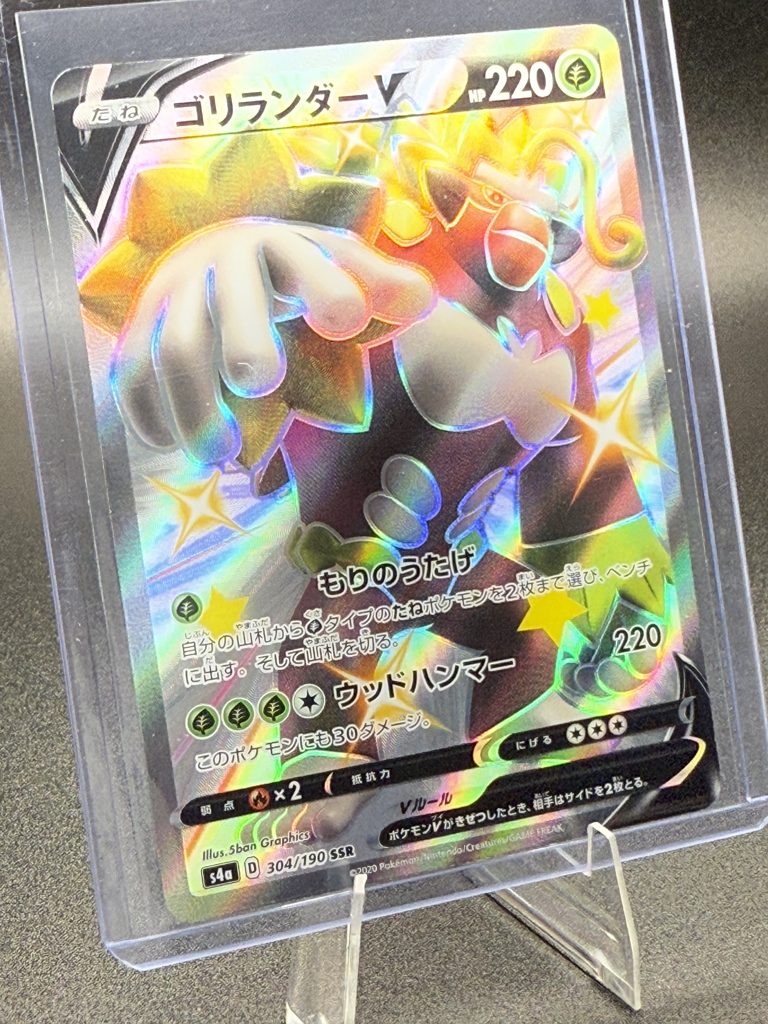 たね ゴリランダーV HP 220
もりのうたげ
自分の山札から タイプのたねポケモンを2枚まで選び、ベンチ
に出す。そして山札を切る。
ウッドハンマー 220
このポケモンにも30ダメージ。
弱点 ×2 抵抗力 にげる
Vルール
ポケモンVがきぜつしたとき、相手はサイドを2枚とる。
Illus. 5ban Graphics
s4a D 304/190 SSR
©2020 Pokémon/Nintendo/Creatures/GAME FREAK.